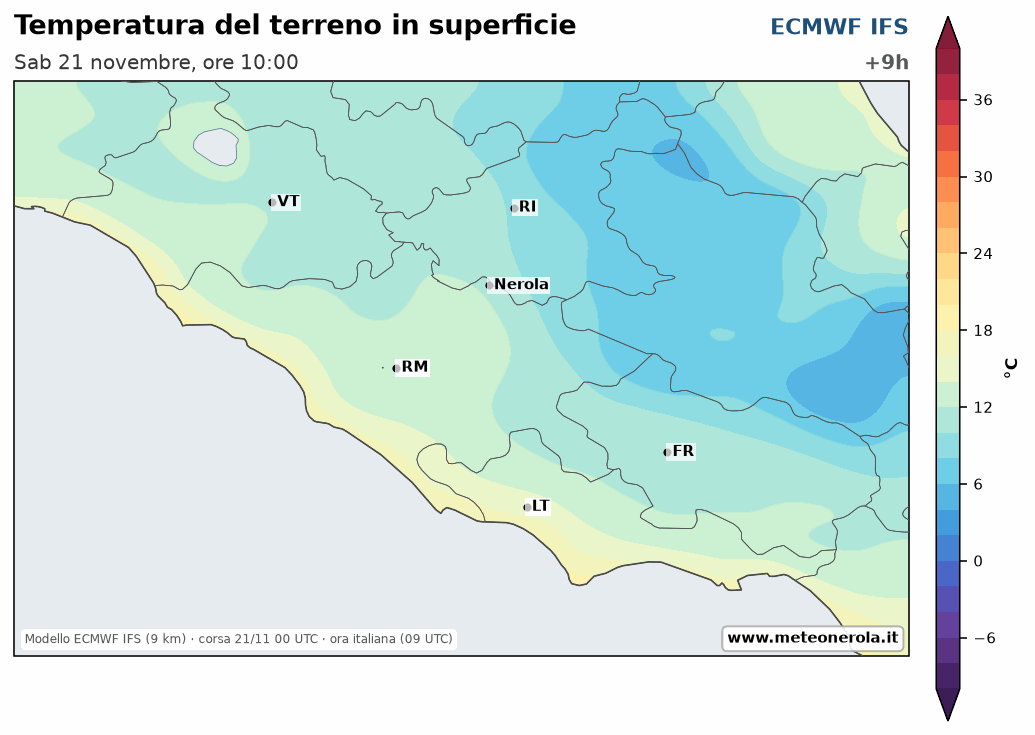 Temperatura del terreno in superficie
ECMWF IFS
Sab 21 novembre, ore 10:00
+9h
36
30
24
18
12
6
0
−6
°C
VT
RI
Nerola
RM
FR
LT
Modello ECMWF IFS (9 km) · corsa 21/11 00 UTC · ora italiana (09 UTC)
www.meteonerola.it